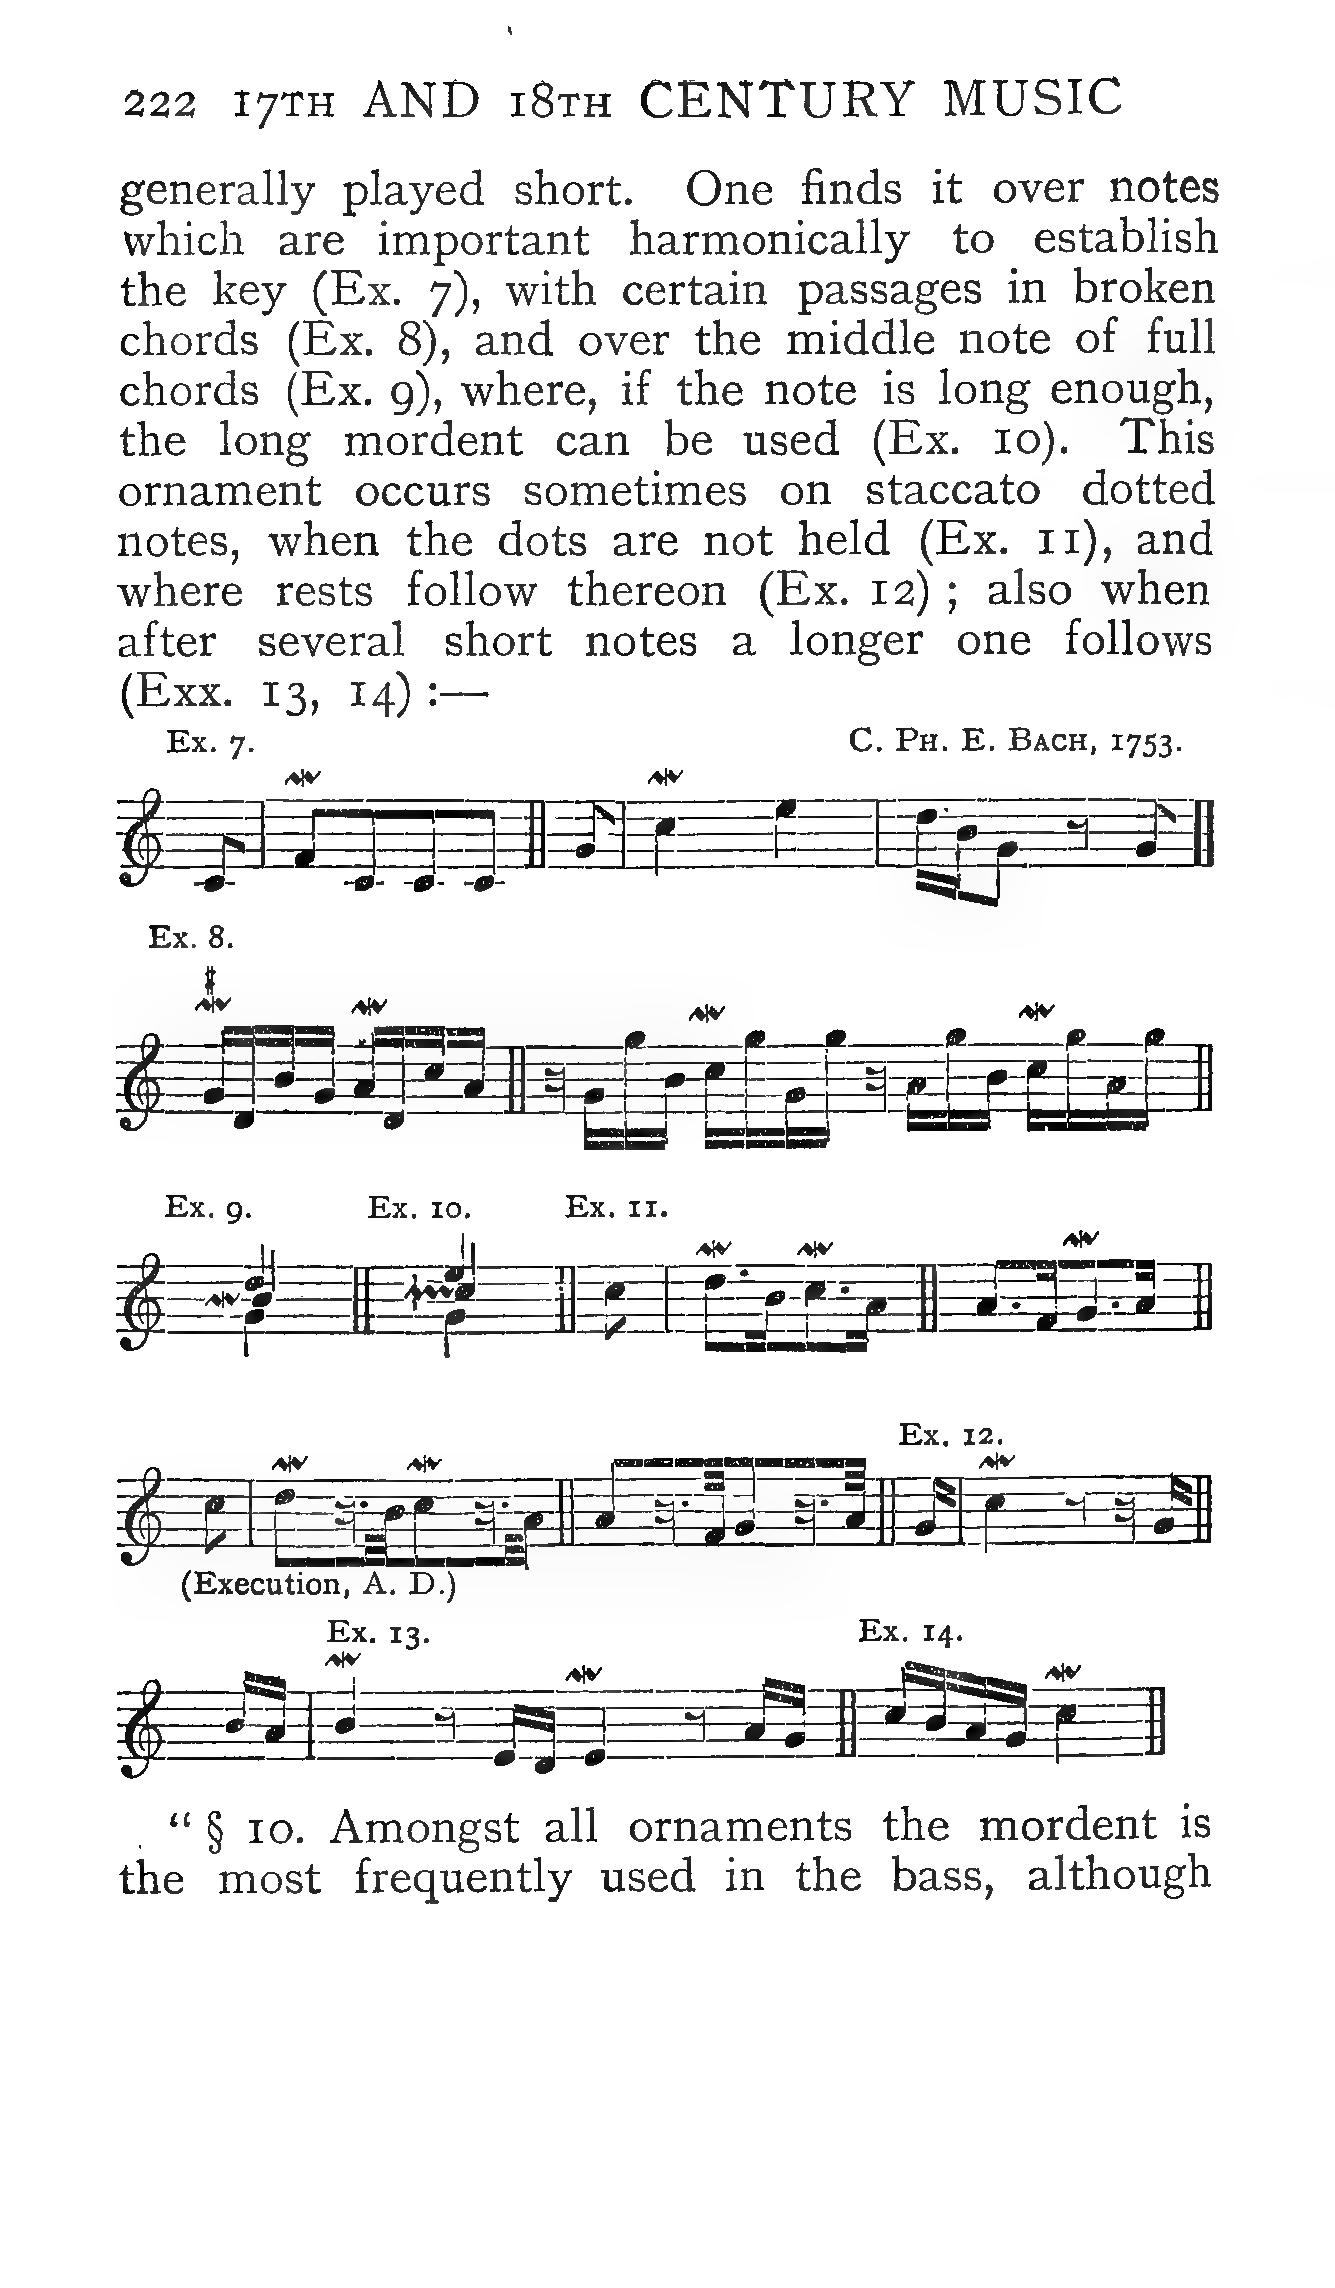 222 17TH AND 18TH CENTURY MUSIC
generally played short. One finds it over notes
which are important harmonically to establish
the key (Ex. 7), with certain passages in broken
chords (Ex. 8), and over the middle note of full
chords (Ex. 9), where, if the note is long enough,
the long mordent can be used (Ex. 10). This
ornament occurs sometimes on staccato dotted
notes, when the dots are not held (Ex. 11), and
where rests follow thereon (Ex. 12) ; also when
after several short notes a longer one follows
(Exx. 13, 14) :—
Ex. 7. C. PH. E. BACH, 1753.
Ex. 8.
Ex. 9. Ex. 10. Ex. 11.
Ex. 12.
(Execution, A. D.)
Ex. 13. Ex. 14.
“ § 10. Amongst all ornaments the mordent is
the most frequently used in the bass, although